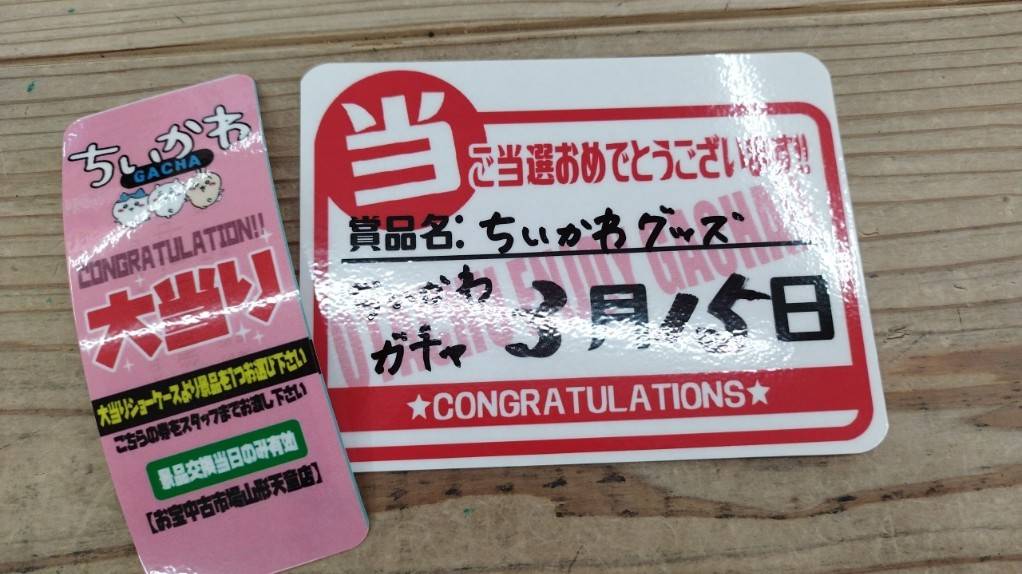 ちいかわ
GACHA
CONGRATULATION!!
大当り
大当りショーケースより景品を1つお選び下さい
こちらの券をスタッフまでお渡し下さい
景品交換当日のみ有効
【お宝中古市場山形天童店】
当
ご当選おめでとうございます!!
賞品名:ちいかわグッズ
ちいかわ
ガチャ
3月15日
ENJOY GACHA
★CONGRATULATIONS★